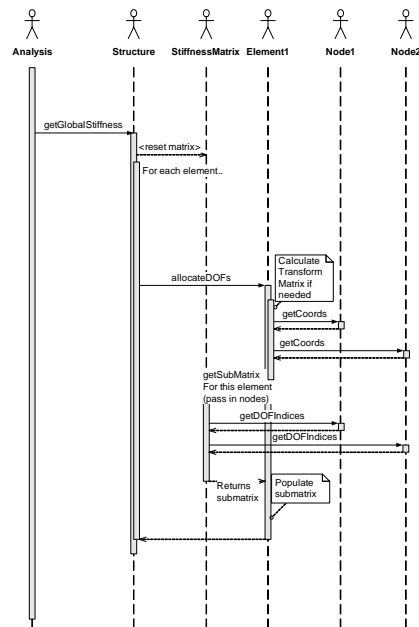 Analysis Structure StiffnessMatrix Element1 Node1 Node2
getGlobalStiffness
<reset matrix>
For each element..
Calculate
Transform
Matrix if
needed
allocateDOFs
getCoords
getCoords
getSubMatrix
For this element
(pass in nodes)
getDOFIndices
getDOFIndices
Returns
submatrix
Populate
submatrix